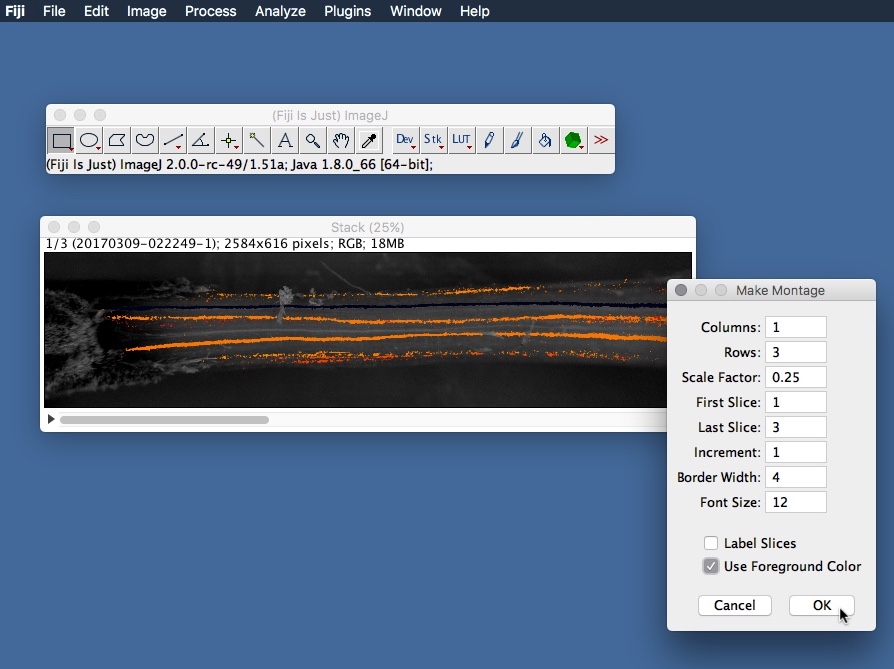 Fiji File Edit Image Process Analyze Plugins Window Help
(Fiji Is Just) ImageJ
A Dev Stk LUT >>
(Fiji Is Just) ImageJ 2.0.0-rc-49/1.51a; Java 1.8.0_66 [64-bit];
Stack (25%)
1/3 (20170309-022249-1); 2584x616 pixels; RGB; 18MB
Make Montage
Columns: 1
Rows: 3
Scale Factor: 0.25
First Slice: 1
Last Slice: 3
Increment: 1
Border Width: 4
Font Size: 12
Label Slices
Use Foreground Color
Cancel OK